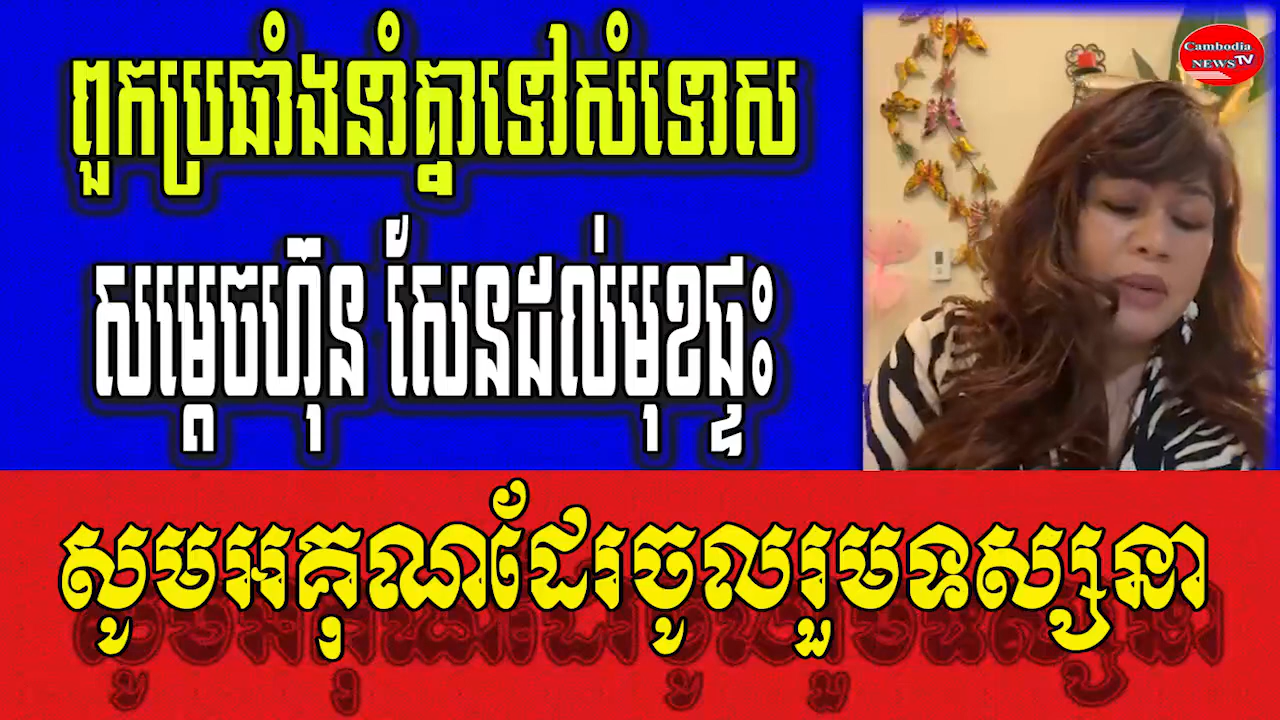 ពួកប្រឆាំងនាំគ្នាទៅសំទោស
សម្ដេចហ៊ុន សែនដល់មុខផ្ទះ
សូមអគុណដែរចូលរួមទស្សនា
Cambodia
NEWS TV